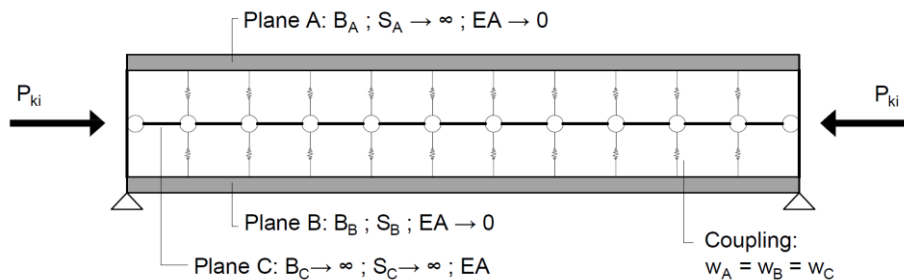 Plane A: B_A ; S_A → ∞ ; EA → 0
P_ki
P_ki
Plane B: B_B ; S_B ; EA → 0
Plane C: B_C → ∞ ; S_C → ∞ ; EA
Coupling:
w_A = w_B = w_C